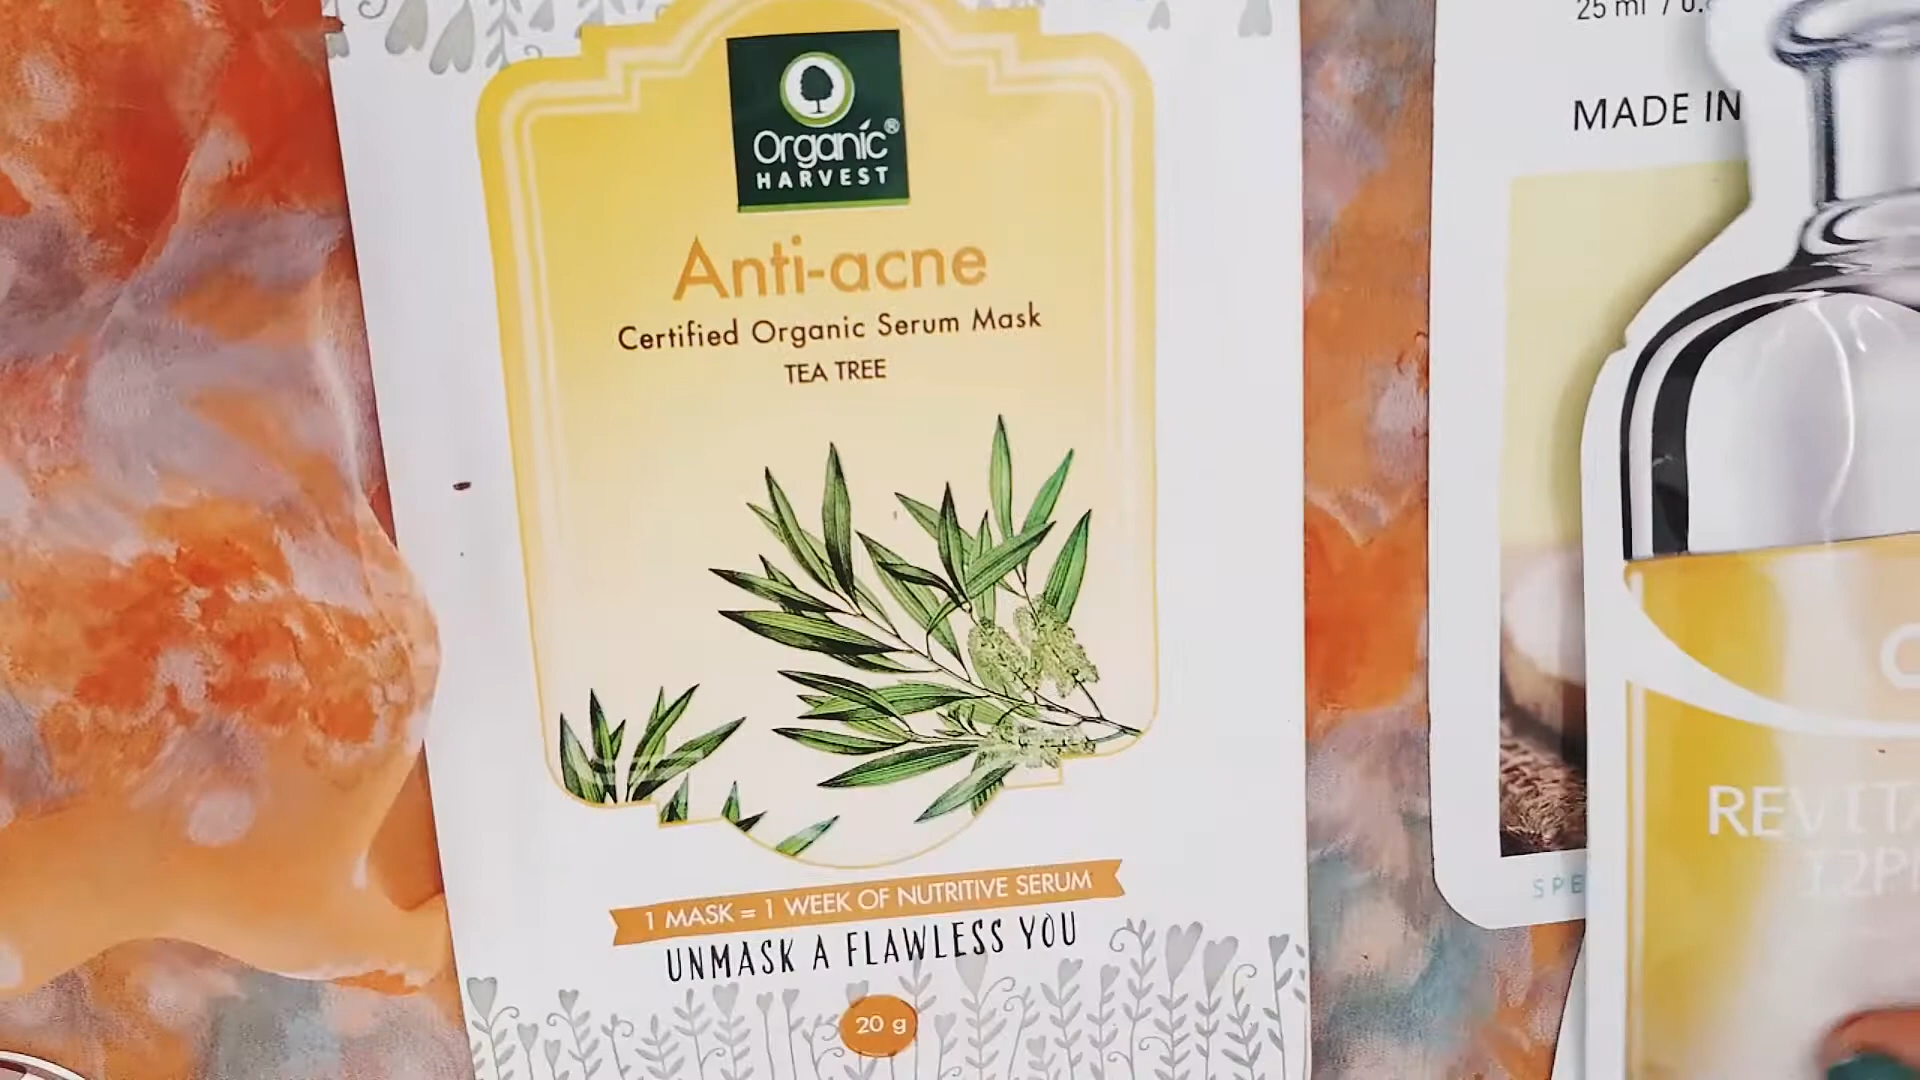 Organic®
HARVEST
Anti-acne
Certified Organic Serum Mask
TEA TREE
1 MASK = 1 WEEK OF NUTRITIVE SERUM
UNMASK A FLAWLESS YOU
20 g
25 ml / 0.
MADE IN